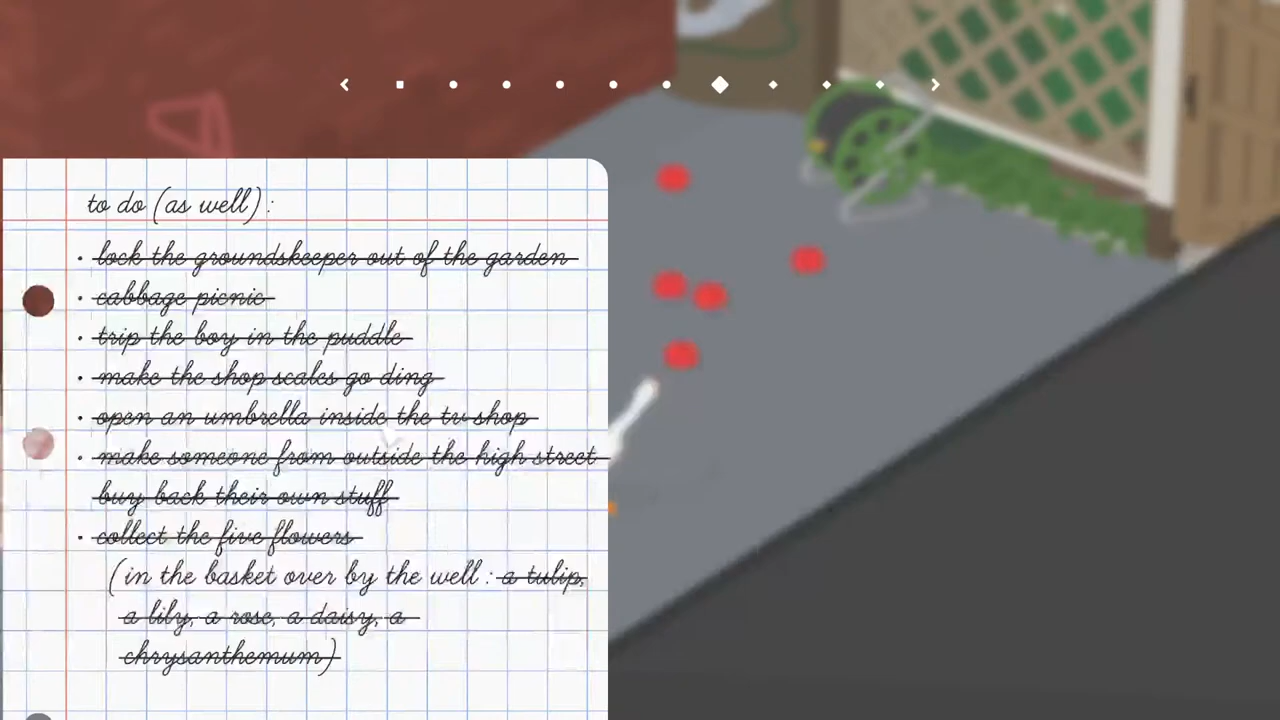 to do (as well) :
• lock the groundskeeper out of the garden
• cabbage picnic
• trip the boy in the puddle
• make the shop scales go ding
• open an umbrella inside the tv shop
• make someone from outside the high street
buy back their own stuff
• collect the five flowers
(in the basket over by the well : a tulip,
a lily, a rose, a daisy, a
chrysanthemum)